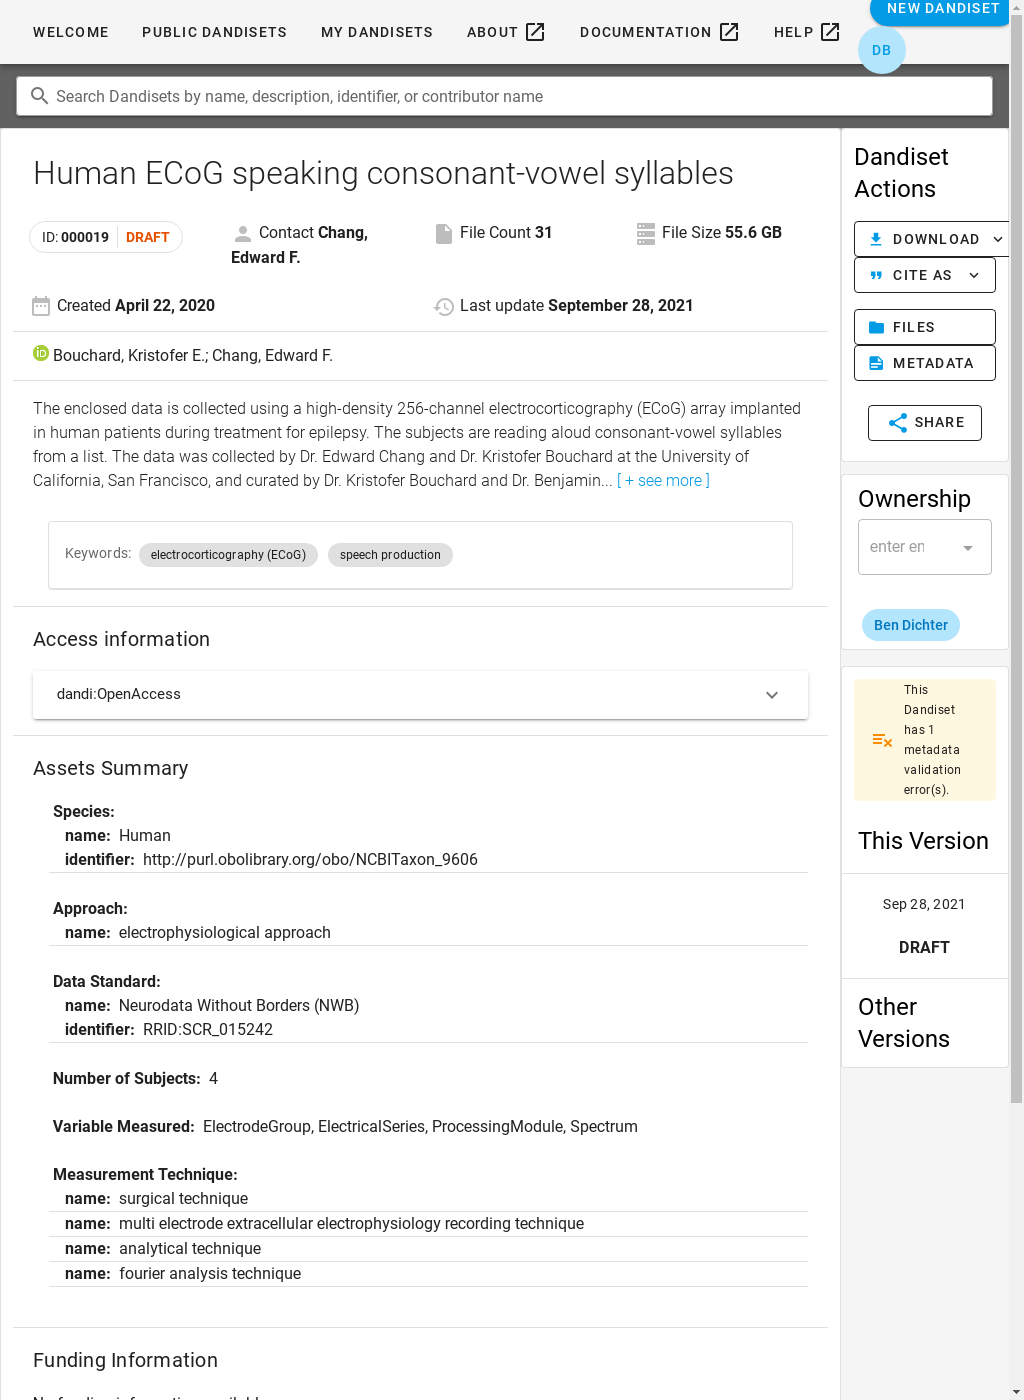 WELCOME PUBLIC DANDISETS MY DANDISETS ABOUT DOCUMENTATION HELP NEW DANDISET
DB
Search Dandisets by name, description, identifier, or contributor name
Human ECoG speaking consonant-vowel syllables
ID: 000019 DRAFT
Contact Chang,
Edward F.
File Count 31
File Size 55.6 GB
Created April 22, 2020
Last update September 28, 2021
iD Bouchard, Kristofer E.; Chang, Edward F.
The enclosed data is collected using a high-density 256-channel electrocorticography (ECoG) array implanted
in human patients during treatment for epilepsy. The subjects are reading aloud consonant-vowel syllables
from a list. The data was collected by Dr. Edward Chang and Dr. Kristofer Bouchard at the University of
California, San Francisco, and curated by Dr. Kristofer Bouchard and Dr. Benjamin... [ + see more ]
Keywords: electrocorticography (ECoG) speech production
Access information
dandi:OpenAccess
Assets Summary
Species:
name: Human
identifier: http://purl.obolibrary.org/obo/NCBITaxon_9606
Approach:
name: electrophysiological approach
Data Standard:
name: Neurodata Without Borders (NWB)
identifier: RRID:SCR_015242
Number of Subjects: 4
Variable Measured: ElectrodeGroup, ElectricalSeries, ProcessingModule, Spectrum
Measurement Technique:
name: surgical technique
name: multi electrode extracellular electrophysiology recording technique
name: analytical technique
name: fourier analysis technique
Funding Information
Dandiset
Actions
DOWNLOAD
CITE AS
FILES
METADATA
SHARE
Ownership
enter en
Ben Dichter
This
Dandiset
has 1
metadata
validation
error(s).
This Version
Sep 28, 2021
DRAFT
Other
Versions